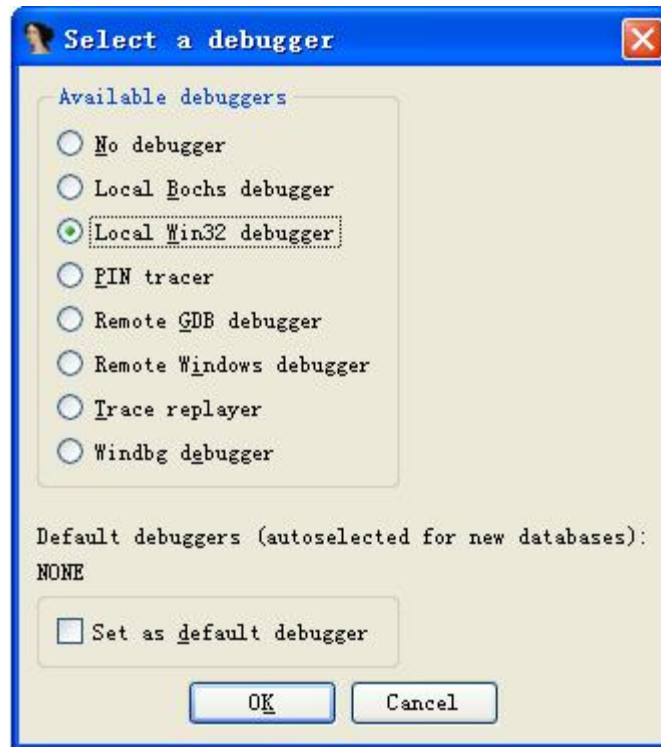 Select a debugger
Available debuggers
No debugger
Local Bochs debugger
Local Win32 debugger
PIN tracer
Remote GDB debugger
Remote Windows debugger
Trace replayer
Windbg debugger
Default debuggers (autoselected for new databases):
NONE
Set as default debugger
OK
Cancel